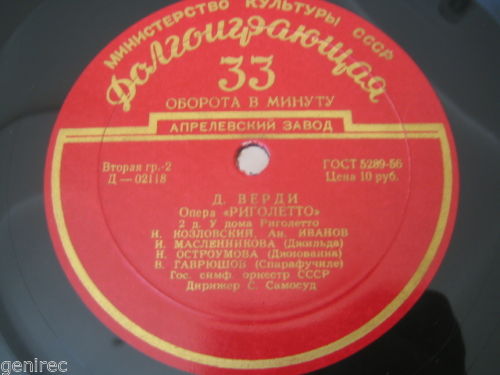 МИНИСТЕРСТВО КУЛЬТУРЫ СССР
Долгоиграющая
33
ОБОРОТА В МИНУТУ
АПРЕЛЕВСКИЙ ЗАВОД
Вторая гр.-2
Д—02118
ГОСТ 5289-56
Цена 10 руб.
Д. ВЕРДИ
Опера «РИГОЛЕТТО»
2 д. У дома Риголетто
И. КОЗЛОВСКИЙ, Ан. ИВАНОВ
И. МАСЛЕННИКОВА (Джильда)
Н. ОСТРОУМОВА (Джиованна)
В. ГАВРЮШОВ (Спарафучиле)
Гос. симф. оркестр СССР
Дирижер С. Самосуд
genirec